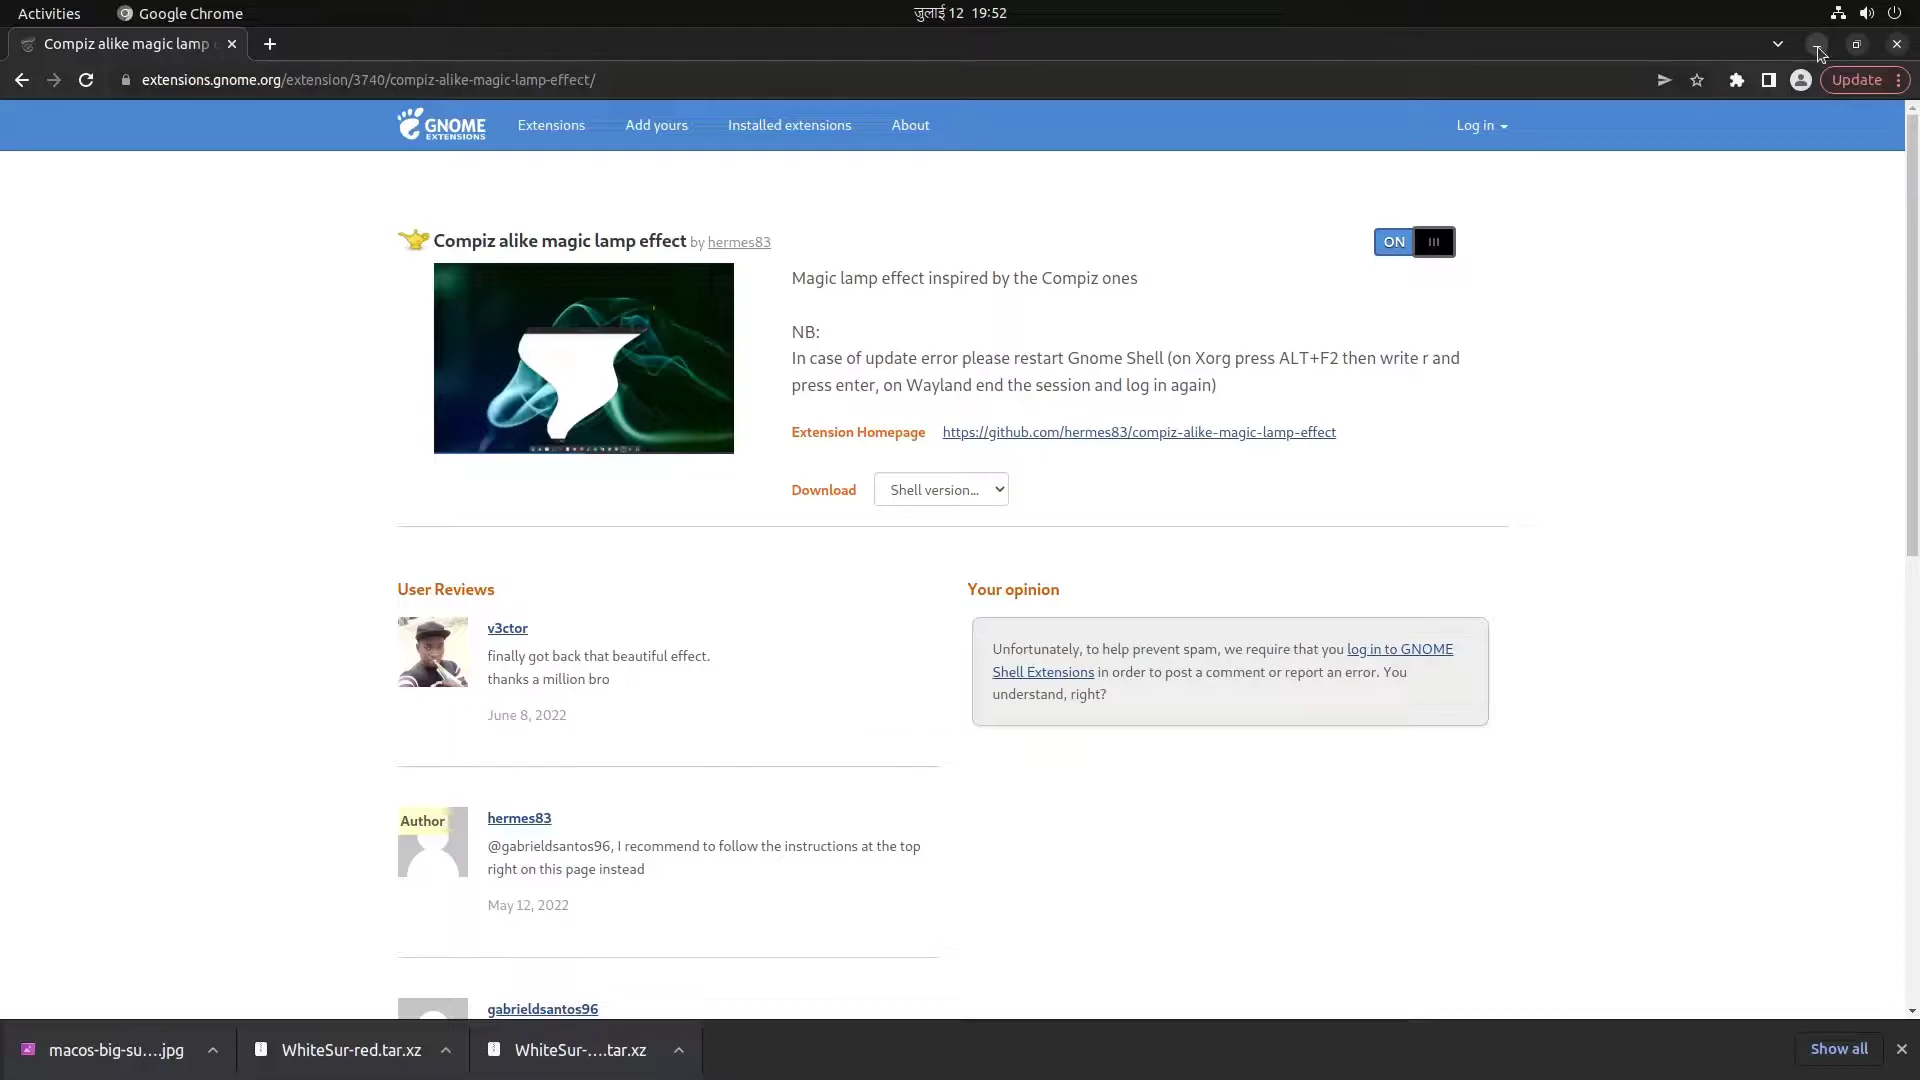 Activities
Google Chrome
जुलाई 12 19:52
Compiz alike magic lamp
extensions.gnome.org/extension/3740/compiz-alike-magic-lamp-effect/
Update
GNOME
EXTENSIONS
Extensions
Add yours
Installed extensions
About
Log in
Compiz alike magic lamp effect by hermes83
ON
Magic lamp effect inspired by the Compiz ones
NB:
In case of update error please restart Gnome Shell (on Xorg press ALT+F2 then write r and
press enter, on Wayland end the session and log in again)
Extension Homepage https://github.com/hermes83/compiz-alike-magic-lamp-effect
Download Shell version...
User Reviews
v3ctor
finally got back that beautiful effect.
thanks a million bro
June 8, 2022
Author
hermes83
@gabrieldsantos96, I recommend to follow the instructions at the top
right on this page instead
May 12, 2022
gabrieldsantos96
Your opinion
Unfortunately, to help prevent spam, we require that you log in to GNOME
Shell Extensions in order to post a comment or report an error. You
understand, right?
macos-big-su....jpg
WhiteSur-red.tar.xz
WhiteSur-....tar.xz
Show all